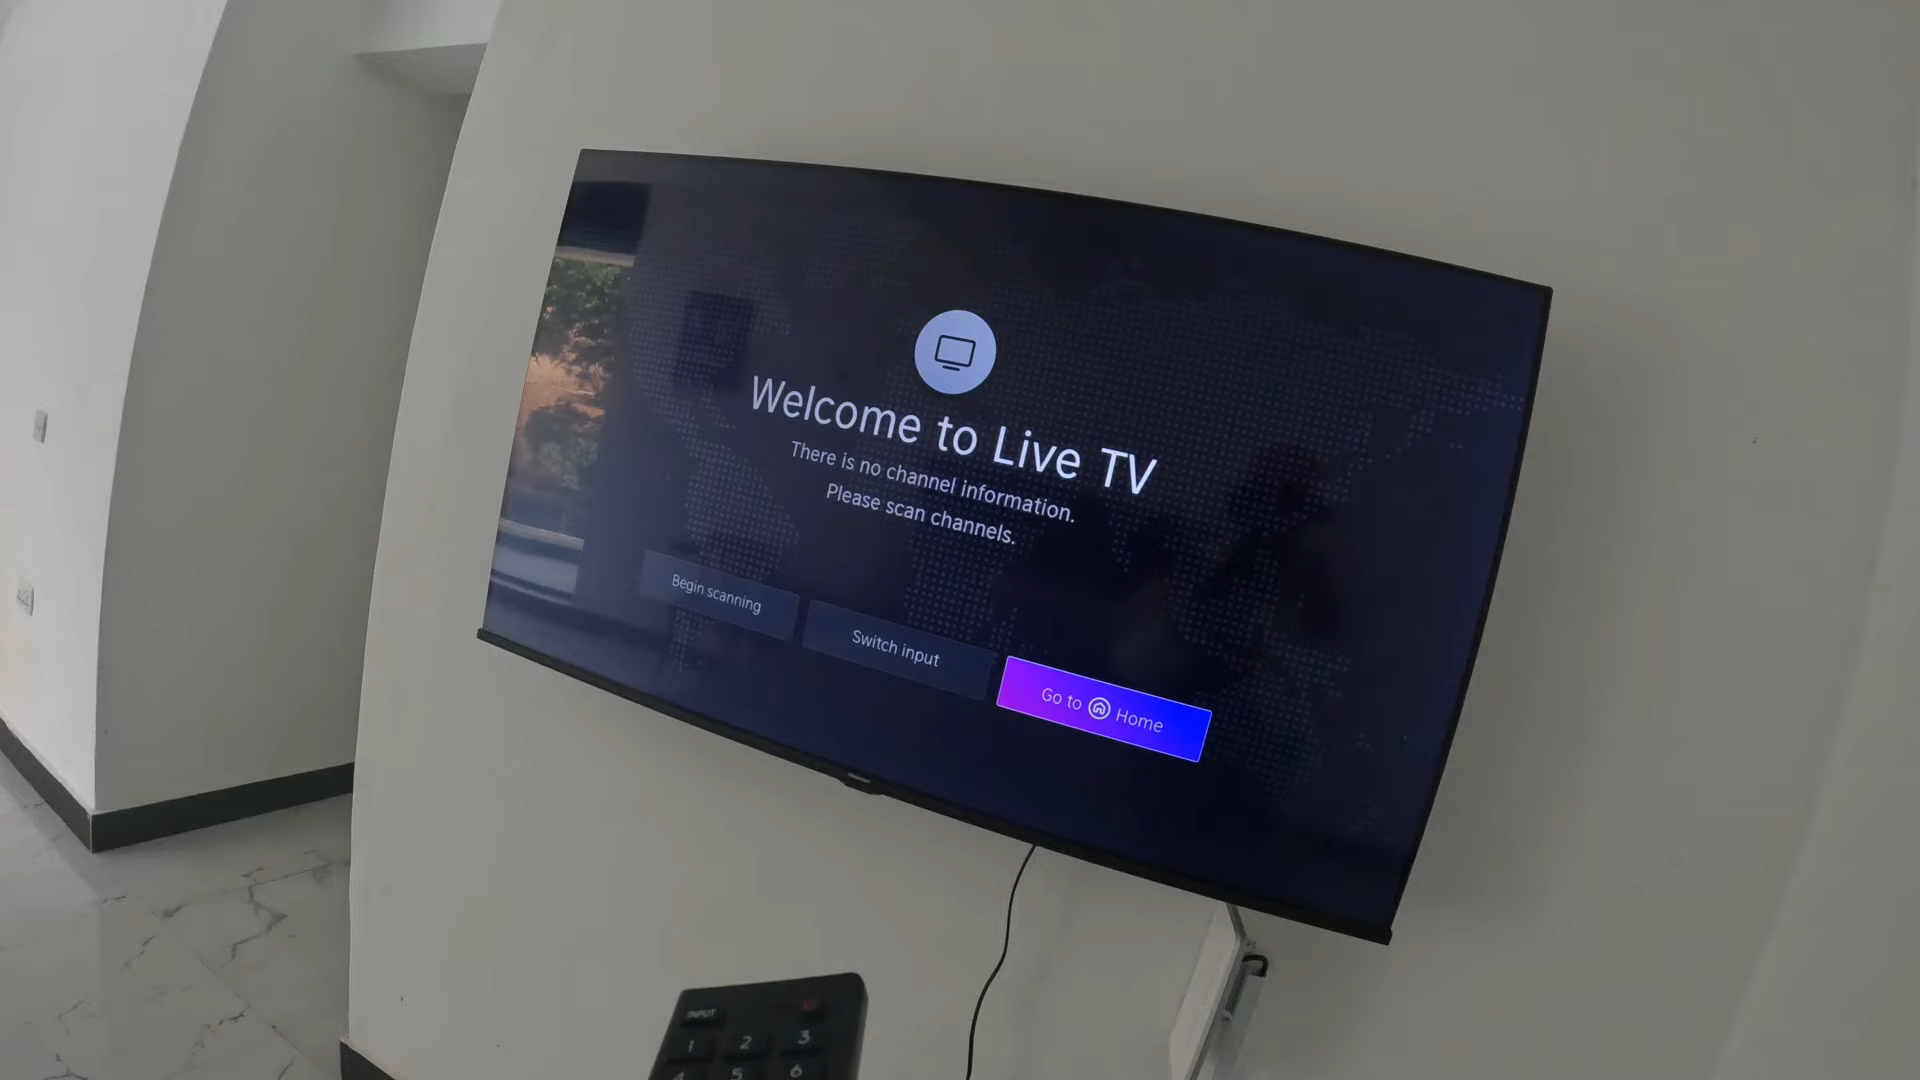 Welcome to Live TV
There is no channel information.
Please scan channels.
Begin scanning
Switch input
Go to Home
INPUT
1 2 3
4 5 6